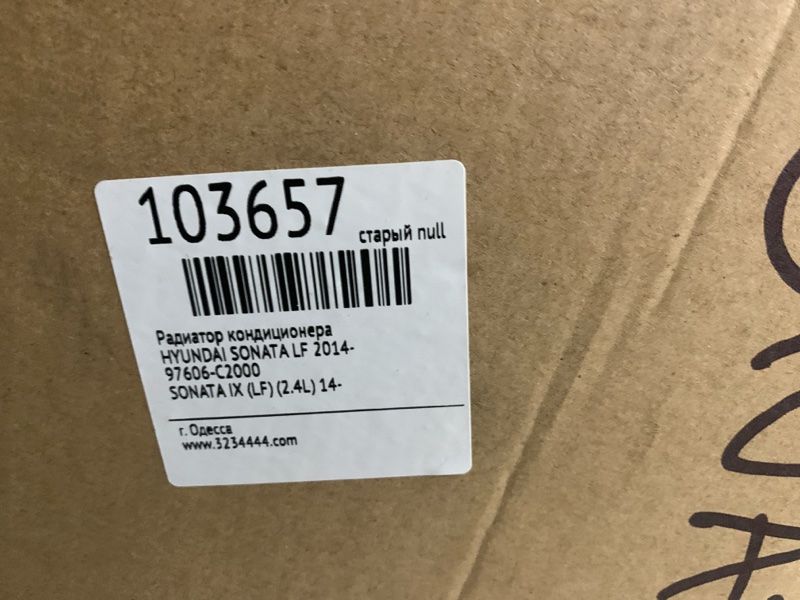 103657
старый null
Радиатор кондиционера
HYUNDAI SONATA LF 2014-
97606-C2000
SONATA IX (LF) (2.4L) 14-
г. Одесса
www.3234444.com